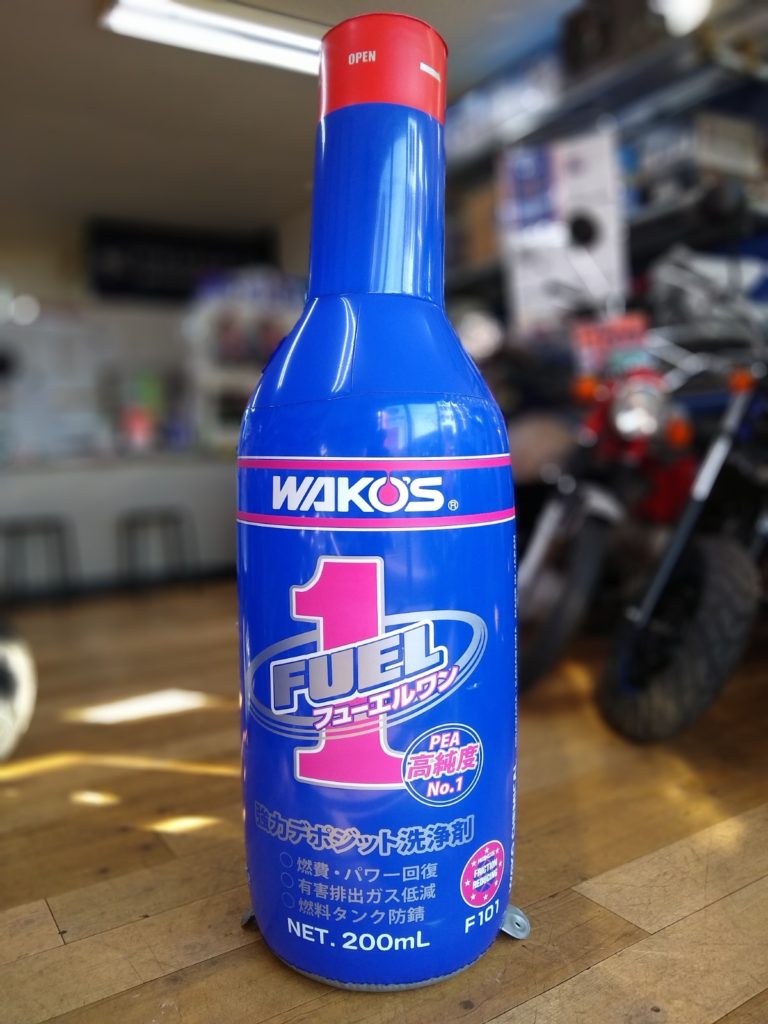 OPEN
WAKO'S®
1
FUEL
フューエルワン
PEA
高純度
No.1
強力デポジット洗浄剤
○燃費・パワー回復
○有害排出ガス低減
○燃料タンク防錆
FRICTION
REDUCING
NET. 200mL
F101